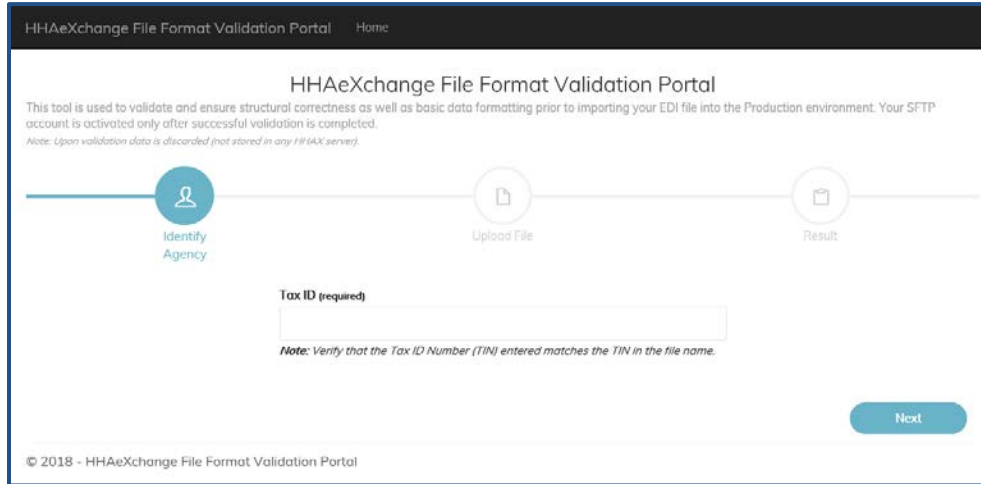 HHAeXchange File Format Validation Portal Home
HHAeXchange File Format Validation Portal
This tool is used to validate and ensure structural correctness as well as basic data formatting prior to importing your EDI file into the Production environment. Your SFTP
account is activated only after successful validation is completed.
Note: Upon validation data is discarded (not stored in any HHAX server).
Identify
Agency
Upload File
Result
Tax ID (required)
Note: Verify that the Tax ID Number (TIN) entered matches the TIN in the file name.
Next
© 2018 - HHAeXchange File Format Validation Portal